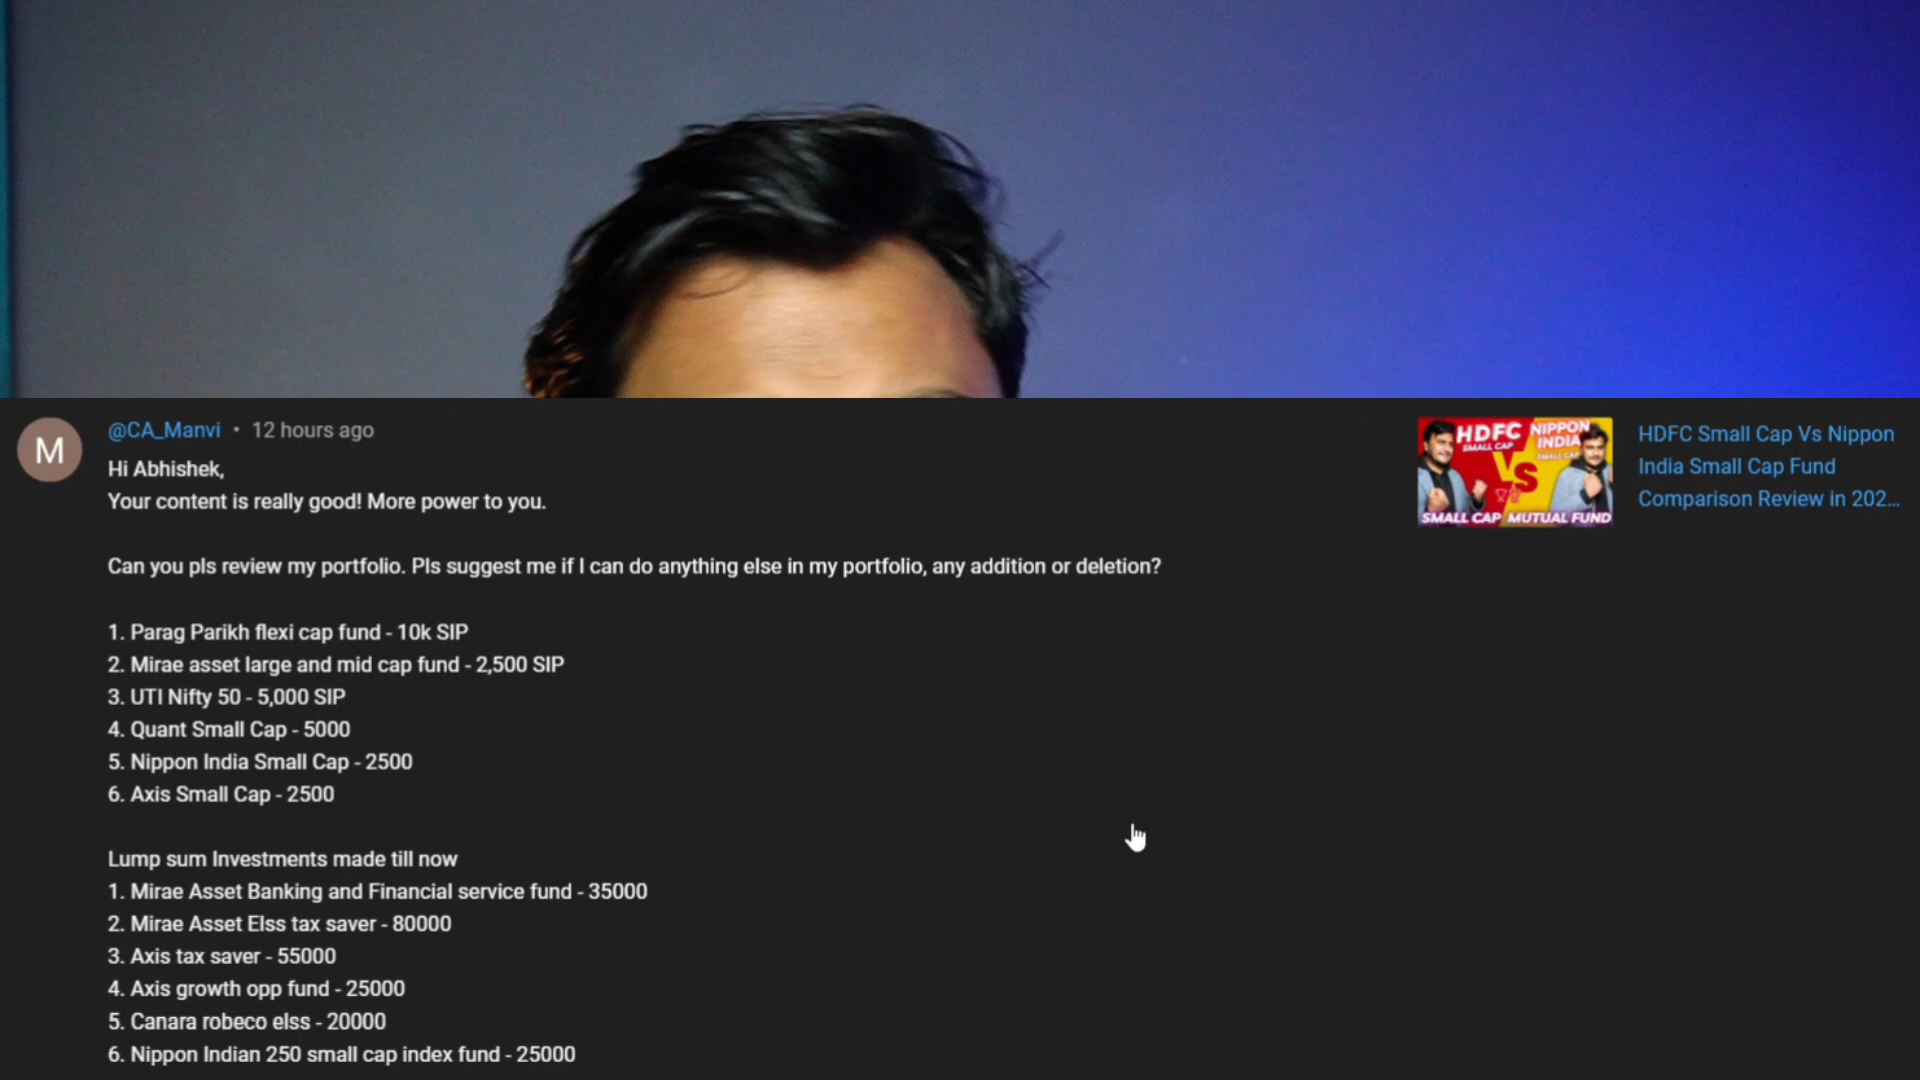 @CA_Manvi • 12 hours ago
M
Hi Abhishek,
Your content is really good! More power to you.
Can you pls review my portfolio. Pls suggest me if I can do anything else in my portfolio, any addition or deletion?
1. Parag Parikh flexi cap fund - 10k SIP
2. Mirae asset large and mid cap fund - 2,500 SIP
3. UTI Nifty 50 - 5,000 SIP
4. Quant Small Cap - 5000
5. Nippon India Small Cap - 2500
6. Axis Small Cap - 2500
Lump sum Investments made till now
1. Mirae Asset Banking and Financial service fund - 35000
2. Mirae Asset Elss tax saver - 80000
3. Axis tax saver - 55000
4. Axis growth opp fund - 25000
5. Canara robeco elss - 20000
6. Nippon Indian 250 small cap index fund - 25000
HDFC
SMALL CAP
NIPPON
INDIA
SMALL CAP
VS
SMALL CAP MUTUAL FUND
HDFC Small Cap Vs Nippon
India Small Cap Fund
Comparison Review in 202...